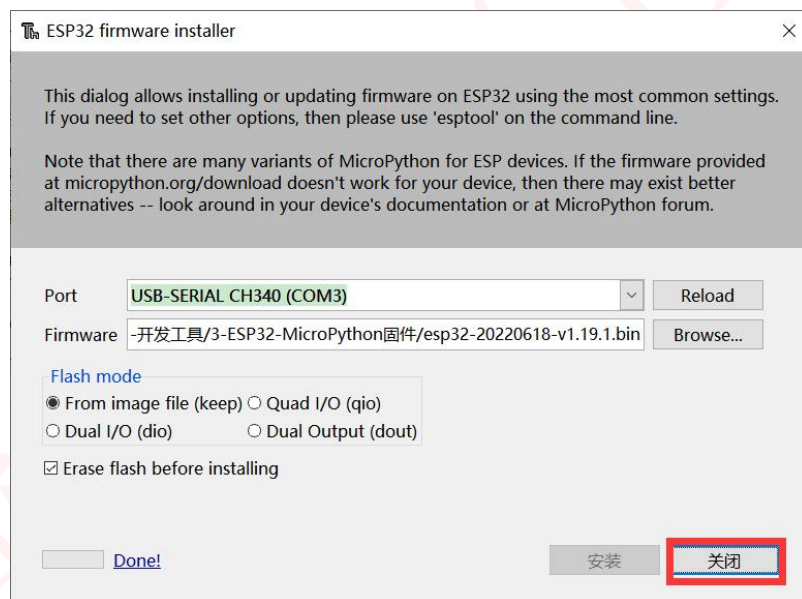 ESP32 firmware installer
This dialog allows installing or updating firmware on ESP32 using the most common settings.
If you need to set other options, then please use 'esptool' on the command line.
Note that there are many variants of MicroPython for ESP devices. If the firmware provided
at micropython.org/download doesn't work for your device, then there may exist better
alternatives -- look around in your device's documentation or at MicroPython forum.
Port USB-SERIAL CH340 (COM3) Reload
Firmware -开发工具/3-ESP32-MicroPython固件/esp32-20220618-v1.19.1.bin Browse...
Flash mode
From image file (keep) Quad I/O (qio)
Dual I/O (dio) Dual Output (dout)
Erase flash before installing
Done! 安装 关闭